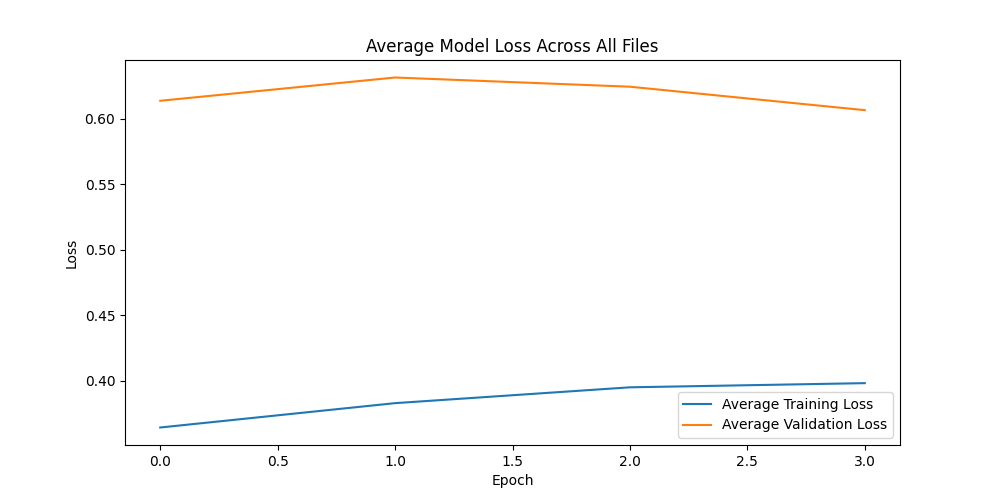 Average Model Loss Across All Files
0.60
0.55
0.50
0.45
0.40
Loss
Average Training Loss
Average Validation Loss
0.0 0.5 1.0 1.5 2.0 2.5 3.0
Epoch